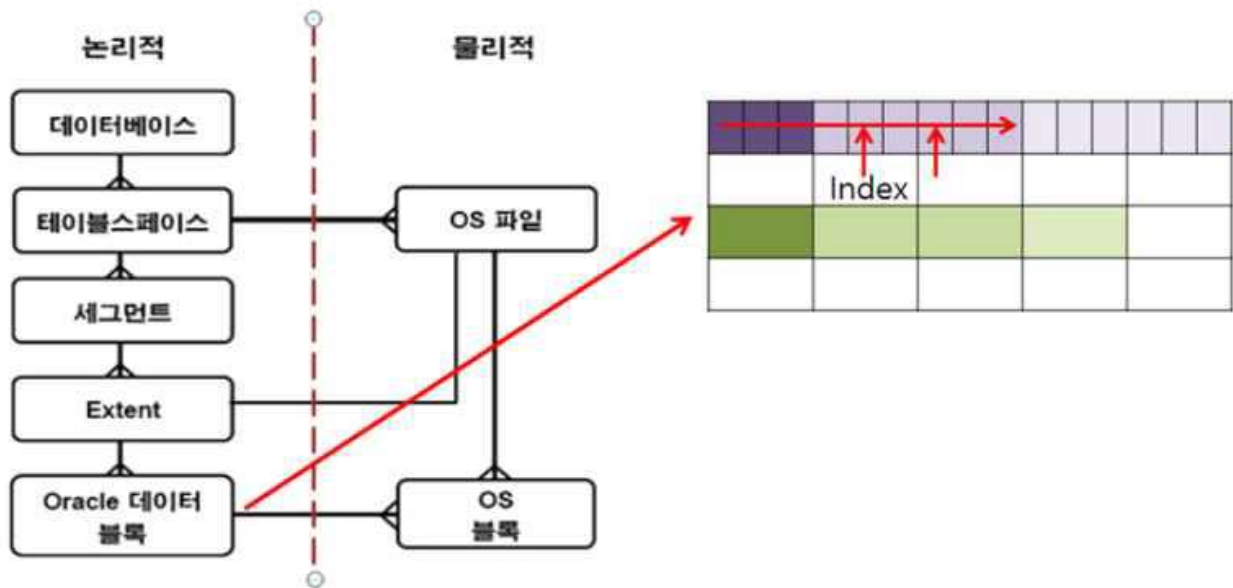 논리적
물리적
데이터베이스
테이블스페이스
OS 파일
세그먼트
Extent
Oracle 데이터
블록
OS
블록
Index